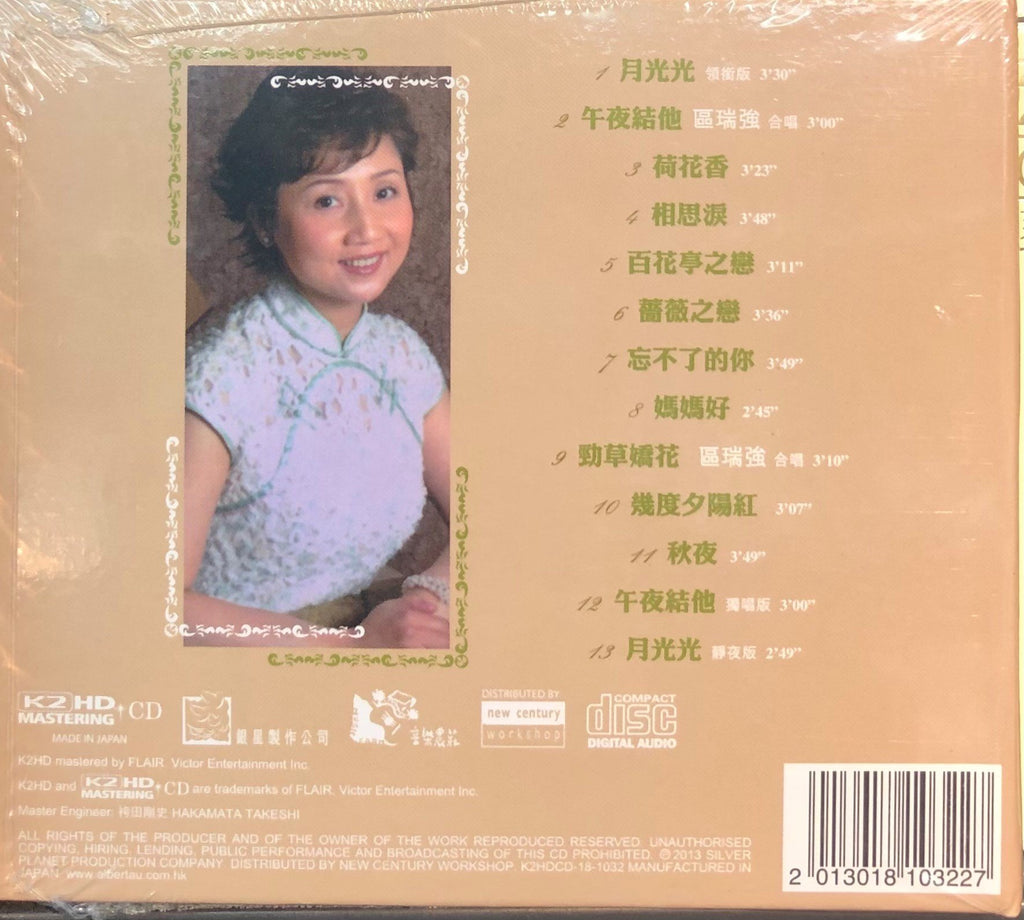 1 月光光 領銜版 3'30"
2 午夜結他 區瑞強 合唱 3'00"
3 荷花香 3'23"
4 相思淚 3'48"
5 百花亭之戀 3'11"
6 薔薇之戀 3'36"
7 忘不了的你 3'49"
8 媽媽好 2'45"
9 勁草嬌花 區瑞強 合唱 3'10"
10 幾度夕陽紅 3'07"
11 秋夜 3'49"
12 午夜結他 獨唱版 3'00"
13 月光光 靜夜版 2'49"
K2 HD MASTERING + CD
MADE IN JAPAN
銀星製作公司
音樂農莊
DISTRIBUTED BY
new century
workshop
COMPACT
disc
DIGITAL AUDIO
K2HD mastered by FLAIR, Victor Entertainment Inc.
K2HD and K2 HD MASTERING + CD are trademarks of FLAIR, Victor Entertainment Inc.
Master Engineer: 袴田剛史 HAKAMATA TAKESHI
ALL RIGHTS OF THE PRODUCER AND OF THE OWNER OF THE WORK REPRODUCED RESERVED. UNAUTHORISED
COPYING, HIRING, LENDING, PUBLIC PERFORMANCE AND BROADCASTING OF THIS CD PROHIBITED. ℗2013 SILVER
PLANET PRODUCTION COMPANY. DISTRIBUTED BY NEW CENTURY WORKSHOP. K2HDCD-18-1032 MANUFACTURED IN
JAPAN. www.albertau.com.hk
2 013018 103227